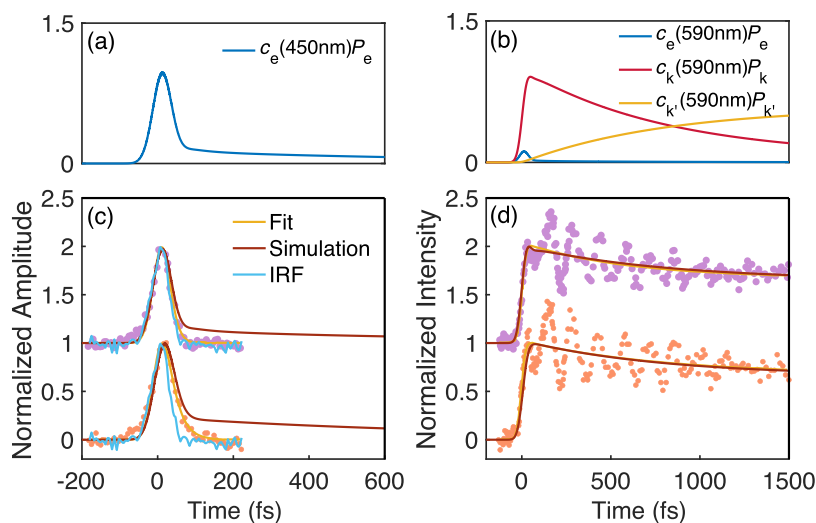 (a)
c_e(450nm)P_e
1.5
0
(b)
c_e(590nm)P_e
c_k(590nm)P_k
c_k'(590nm)P_k'
1.5
0
(c)
Fit
Simulation
IRF
Normalized Amplitude
2.5
2
1.5
1
0.5
0
-200 0 200 400 600
Time (fs)
(d)
Normalized Intensity
2.5
2
1.5
1
0.5
0
0 500 1000 1500
Time (fs)